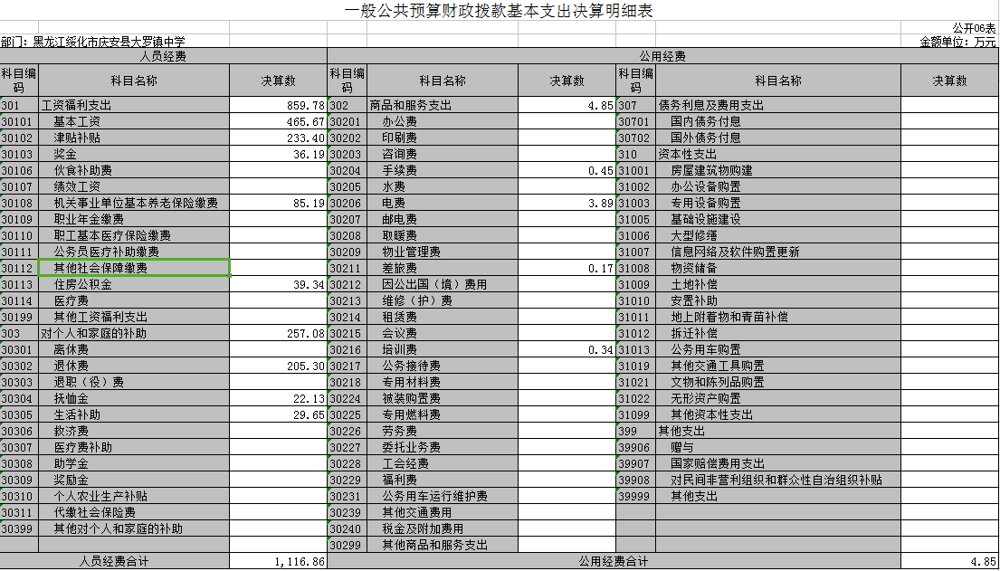 一般公共预算财政拨款基本支出决算明细表
公开06表
部门：黑龙江绥化市庆安县大罗镇中学 金额单位：万元
人员经费 公用经费
科目编码 科目名称 决算数 科目编码 科目名称 决算数 科目编码 科目名称 决算数
301 工资福利支出 859.78 302 商品和服务支出 4.85 307 债务利息及费用支出
30101 基本工资 465.67 30201 办公费 30701 国内债务付息
30102 津贴补贴 233.40 30202 印刷费 30702 国外债务付息
30103 奖金 36.19 30203 咨询费 310 资本性支出
30106 伙食补助费 30204 手续费 0.45 31001 房屋建筑物购建
30107 绩效工资 30205 水费 31002 办公设备购置
30108 机关事业单位基本养老保险缴费 85.19 30206 电费 3.89 31003 专用设备购置
30109 职业年金缴费 30207 邮电费 31005 基础设施建设
30110 职工基本医疗保险缴费 30208 取暖费 31006 大型修缮
30111 公务员医疗补助缴费 30209 物业管理费 31007 信息网络及软件购置更新
30112 其他社会保障缴费 30211 差旅费 0.17 31008 物资储备
30113 住房公积金 39.34 30212 因公出国（境）费用 31009 土地补偿
30114 医疗费 30213 维修（护）费 31010 安置补助
30199 其他工资福利支出 30214 租赁费 31011 地上附着物和青苗补偿
303 对个人和家庭的补助 257.08 30215 会议费 31012 拆迁补偿
30301 离休费 30216 培训费 0.34 31013 公务用车购置
30302 退休费 205.30 30217 公务接待费 31019 其他交通工具购置
30303 退职（役）费 30218 专用材料费 31021 文物和陈列品购置
30304 抚恤金 22.13 30224 被装购置费 31022 无形资产购置
30305 生活补助 29.65 30225 专用燃料费 31099 其他资本性支出
30306 救济费 30226 劳务费 399 其他支出
30307 医疗费补助 30227 委托业务费 39906 赠与
30308 助学金 30228 工会经费 39907 国家赔偿费用支出
30309 奖励金 30229 福利费 39908 对民间非营利组织和群众性自治组织补贴
30310 个人农业生产补贴 30231 公务用车运行维护费 39999 其他支出
30311 代缴社会保险费 30239 其他交通费用
30399 其他对个人和家庭的补助 30240 税金及附加费用
30299 其他商品和服务支出
人员经费合计 1,116.86 公用经费合计 4.85